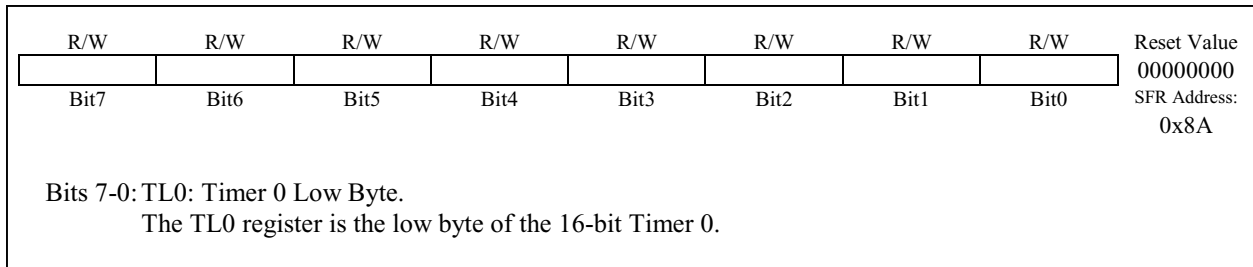 R/W R/W R/W R/W R/W R/W R/W R/W Reset Value
00000000
Bit7 Bit6 Bit5 Bit4 Bit3 Bit2 Bit1 Bit0 SFR Address:
0x8A
Bits 7-0: TL0: Timer 0 Low Byte.
The TL0 register is the low byte of the 16-bit Timer 0.